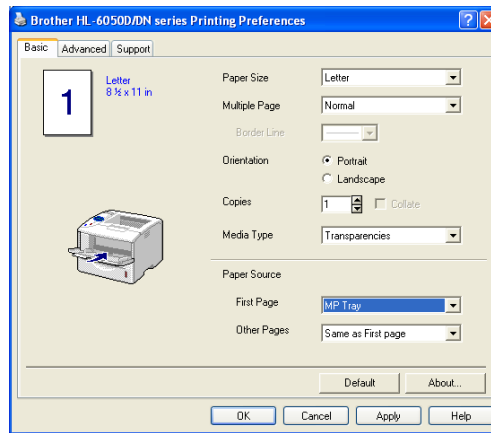 Brother HL-6050D/DN series Printing Preferences
Basic Advanced Support
1
Letter
8 ½ x 11 in
Paper Size Letter
Multiple Page Normal
Border Line
Orientation Portrait
Landscape
Copies 1 Collate
Media Type Transparencies
Paper Source
First Page MP Tray
Other Pages Same as First page
Default About...
OK Cancel Apply Help